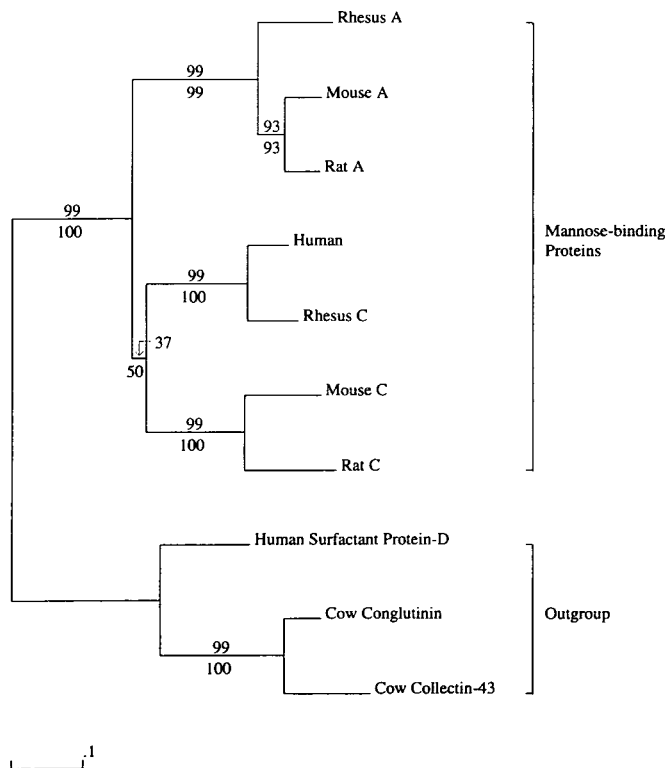 Rhesus A
99
99
Mouse A
93
93
Rat A
99
100
Mannose-binding
Proteins
Human
99
100
Rhesus C
37
50
Mouse C
99
100
Rat C
Human Surfactant Protein-D
Cow Conglutinin
Outgroup
99
100
Cow Collectin-43
.1